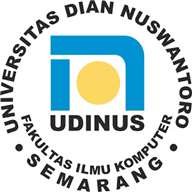 UNIVERSITAS DIAN NUSWANTORO
UDINUS
FAKULTAS ILMU KOMPUTER
• SEMARANG •